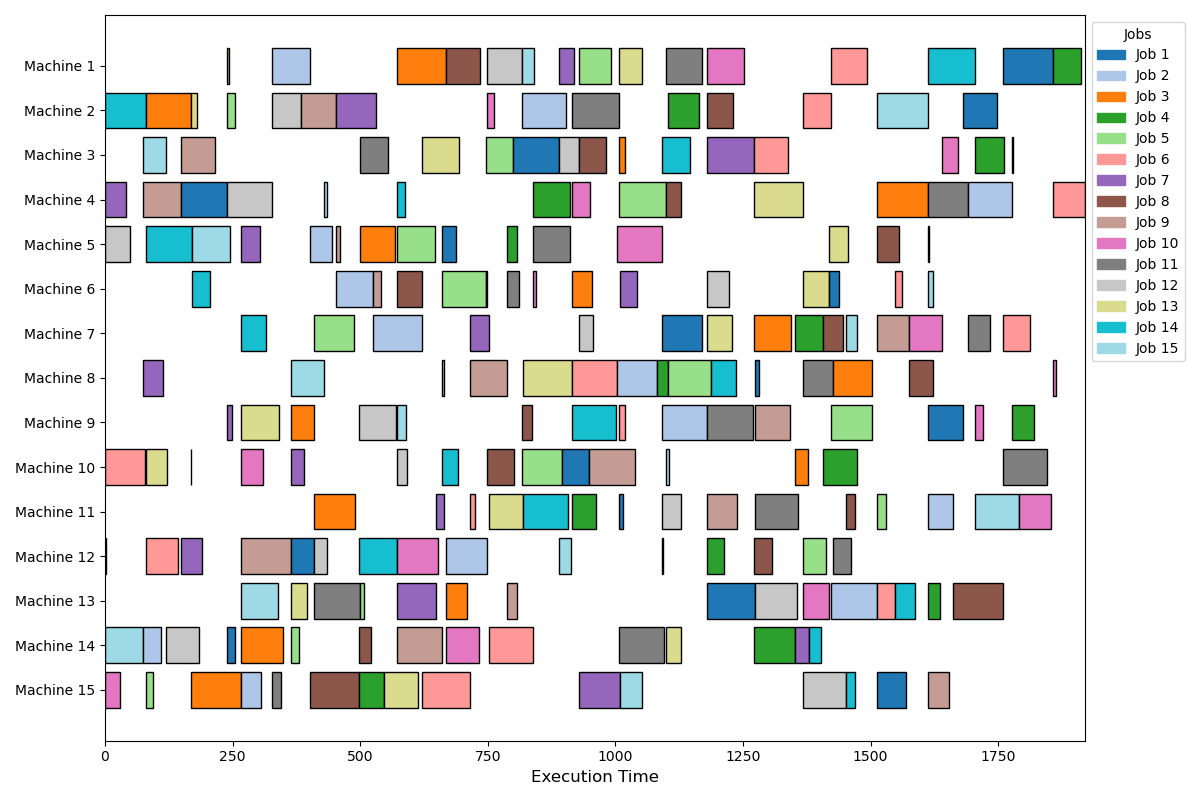 Machine 1
Machine 2
Machine 3
Machine 4
Machine 5
Machine 6
Machine 7
Machine 8
Machine 9
Machine 10
Machine 11
Machine 12
Machine 13
Machine 14
Machine 15
0 250 500 750 1000 1250 1500 1750
Execution Time
Jobs
Job 1
Job 2
Job 3
Job 4
Job 5
Job 6
Job 7
Job 8
Job 9
Job 10
Job 11
Job 12
Job 13
Job 14
Job 15